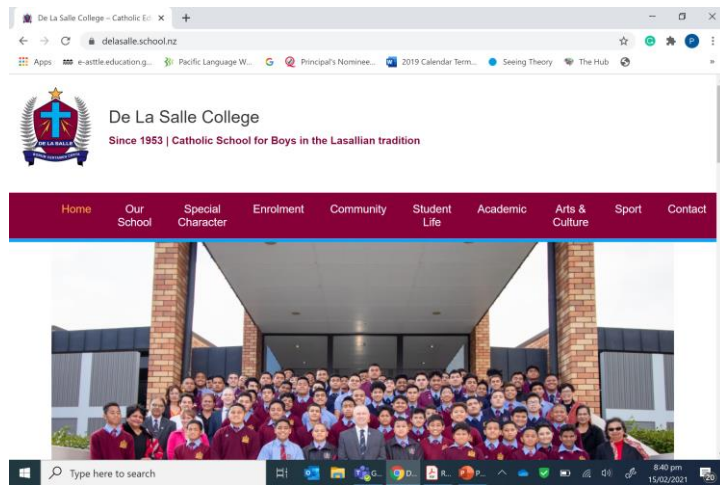 De La Salle College – Catholic Ed
delasalle.school.nz
Apps e-asttle.education.g... Pacific Language W... Principal's Nominee... 2019 Calendar Term... Seeing Theory The Hub »
DE LA SALLE
De La Salle College
Since 1953 | Catholic School for Boys in the Lasallian tradition
Home Our School Special Character Enrolment Community Student Life Academic Arts & Culture Sport Contact
Type here to search G... D... R... P... 8:40 pm
15/02/2021 20